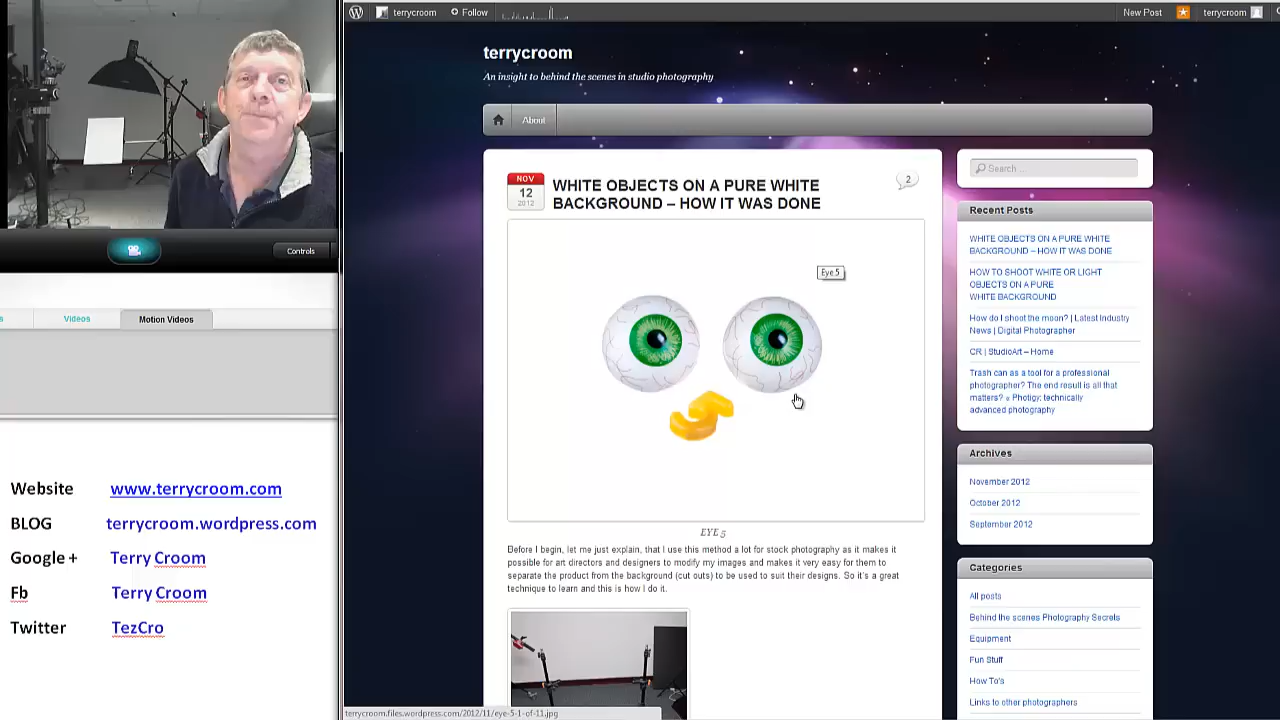 terrycroom
Follow
New Post
terrycroom
terrycroom
An insight to behind the scenes in studio photography
About
NOV
12
2012
WHITE OBJECTS ON A PURE WHITE
BACKGROUND – HOW IT WAS DONE
2
Eye 5
EYE 5
Before I begin, let me just explain, that I use this method a lot for stock photography as it makes it
possible for art directors and designers to modify my images and makes it very easy for them to
separate the product from the background (cut outs) to be used to suit their designs. So it's a great
technique to learn and this is how I do it.
Search ...
Recent Posts
WHITE OBJECTS ON A PURE WHITE
BACKGROUND – HOW IT WAS DONE
HOW TO SHOOT WHITE OR LIGHT
OBJECTS ON A PURE
WHITE BACKGROUND
How do I shoot the moon? | Latest Industry
News | Digital Photographer
CR | StudioArt – Home
Trash can as a tool for a professional
photographer? The end result is all that
matters? « Photigy: technically
advanced photography
Archives
November 2012
October 2012
September 2012
Categories
All posts
Behind the scenes Photography Secrets
Equipment
Fun Stuff
How To's
Links to other photographers
Controls
s
Videos
Motion Videos
Website www.terrycroom.com
BLOG terrycroom.wordpress.com
Google + Terry Croom
Fb Terry Croom
Twitter TezCro
terrycroom.files.wordpress.com/2012/11/eye-5-1-of-11.jpg